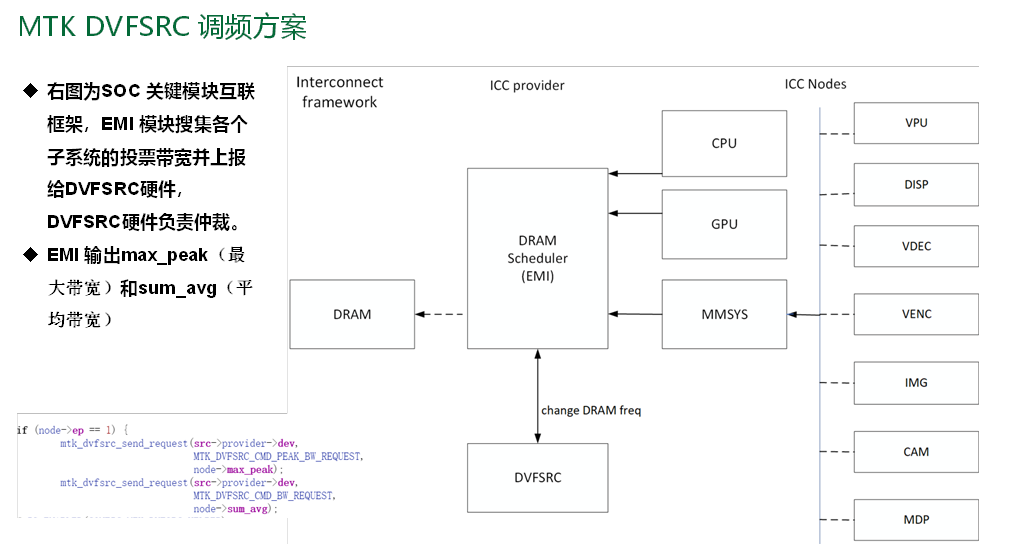 MTK DVFSRC 调频方案
◆ 右图为SOC 关键模块互联
框架，EMI 模块搜集各个
子系统的投票带宽并上报
给DVFSRC硬件，
DVFSRC硬件负责仲裁。
◆ EMI 输出max_peak（最
大带宽）和sum_avg（平
均带宽）
if (node->ep == 1) {
mtk_dvfsrc_send_request(src->provider->dev,
MTK_DVFSRC_CMD_PEAK_BW_REQUEST,
node->max_peak);
mtk_dvfsrc_send_request(src->provider->dev,
MTK_DVFSRC_CMD_BW_REQUEST,
node->sum_avg);
Interconnect
framework
ICC provider
ICC Nodes
CPU
GPU
DRAM
Scheduler
(EMI)
DRAM
MMSYS
change DRAM freq
DVFSRC
VPU
DISP
VDEC
VENC
IMG
CAM
MDP